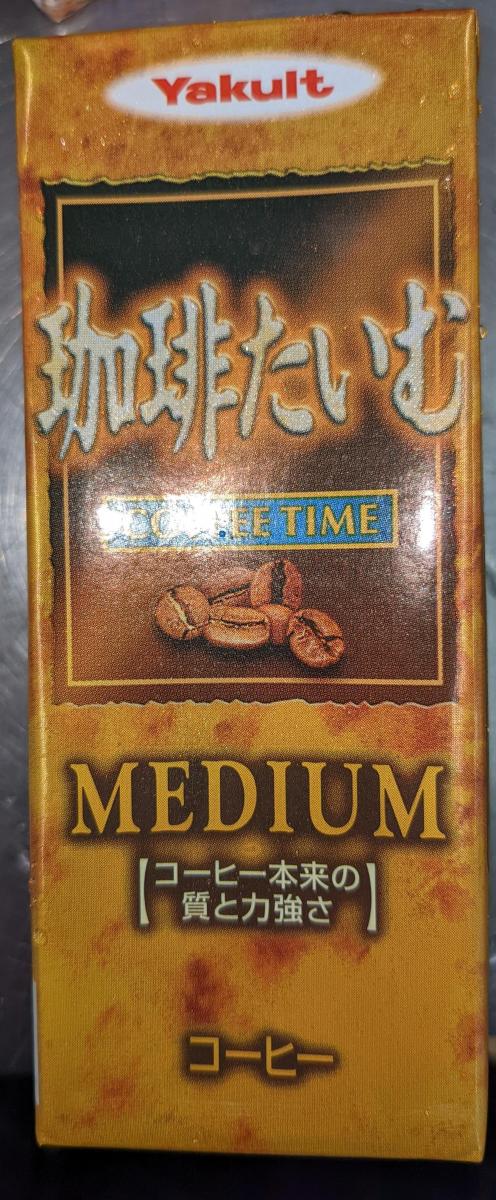 Yakult
珈琲たいむ
COFFEE TIME
MEDIUM
【コーヒー本来の
質と力強さ】
コーヒー